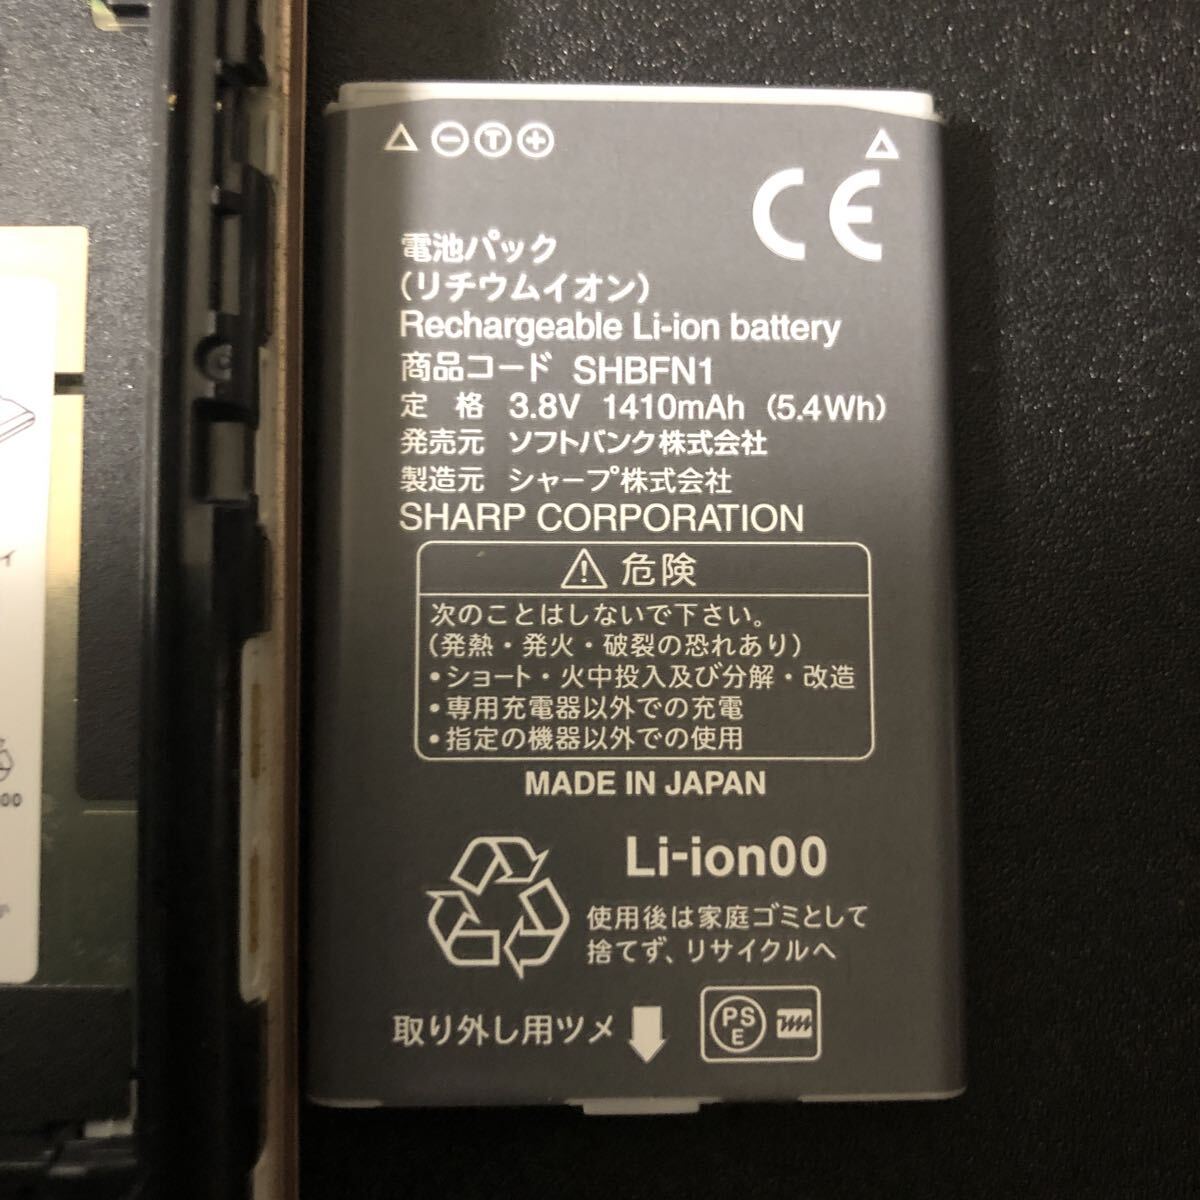 CE
電池パック
(リチウムイオン)
Rechargeable Li-ion battery
商品コード SHBFN1
定 格 3.8V 1410mAh (5.4Wh)
発売元 ソフトバンク株式会社
製造元 シャープ株式会社
SHARP CORPORATION
危険
次のことはしないで下さい。
(発熱・発火・破裂の恐れあり)
・ショート・火中投入及び分解・改造
・専用充電器以外での充電
・指定の機器以外での使用
MADE IN JAPAN
Li-ion00
使用後は家庭ゴミとして
捨てず、リサイクルへ
取り外し用ツメ
PS
E
イ
00